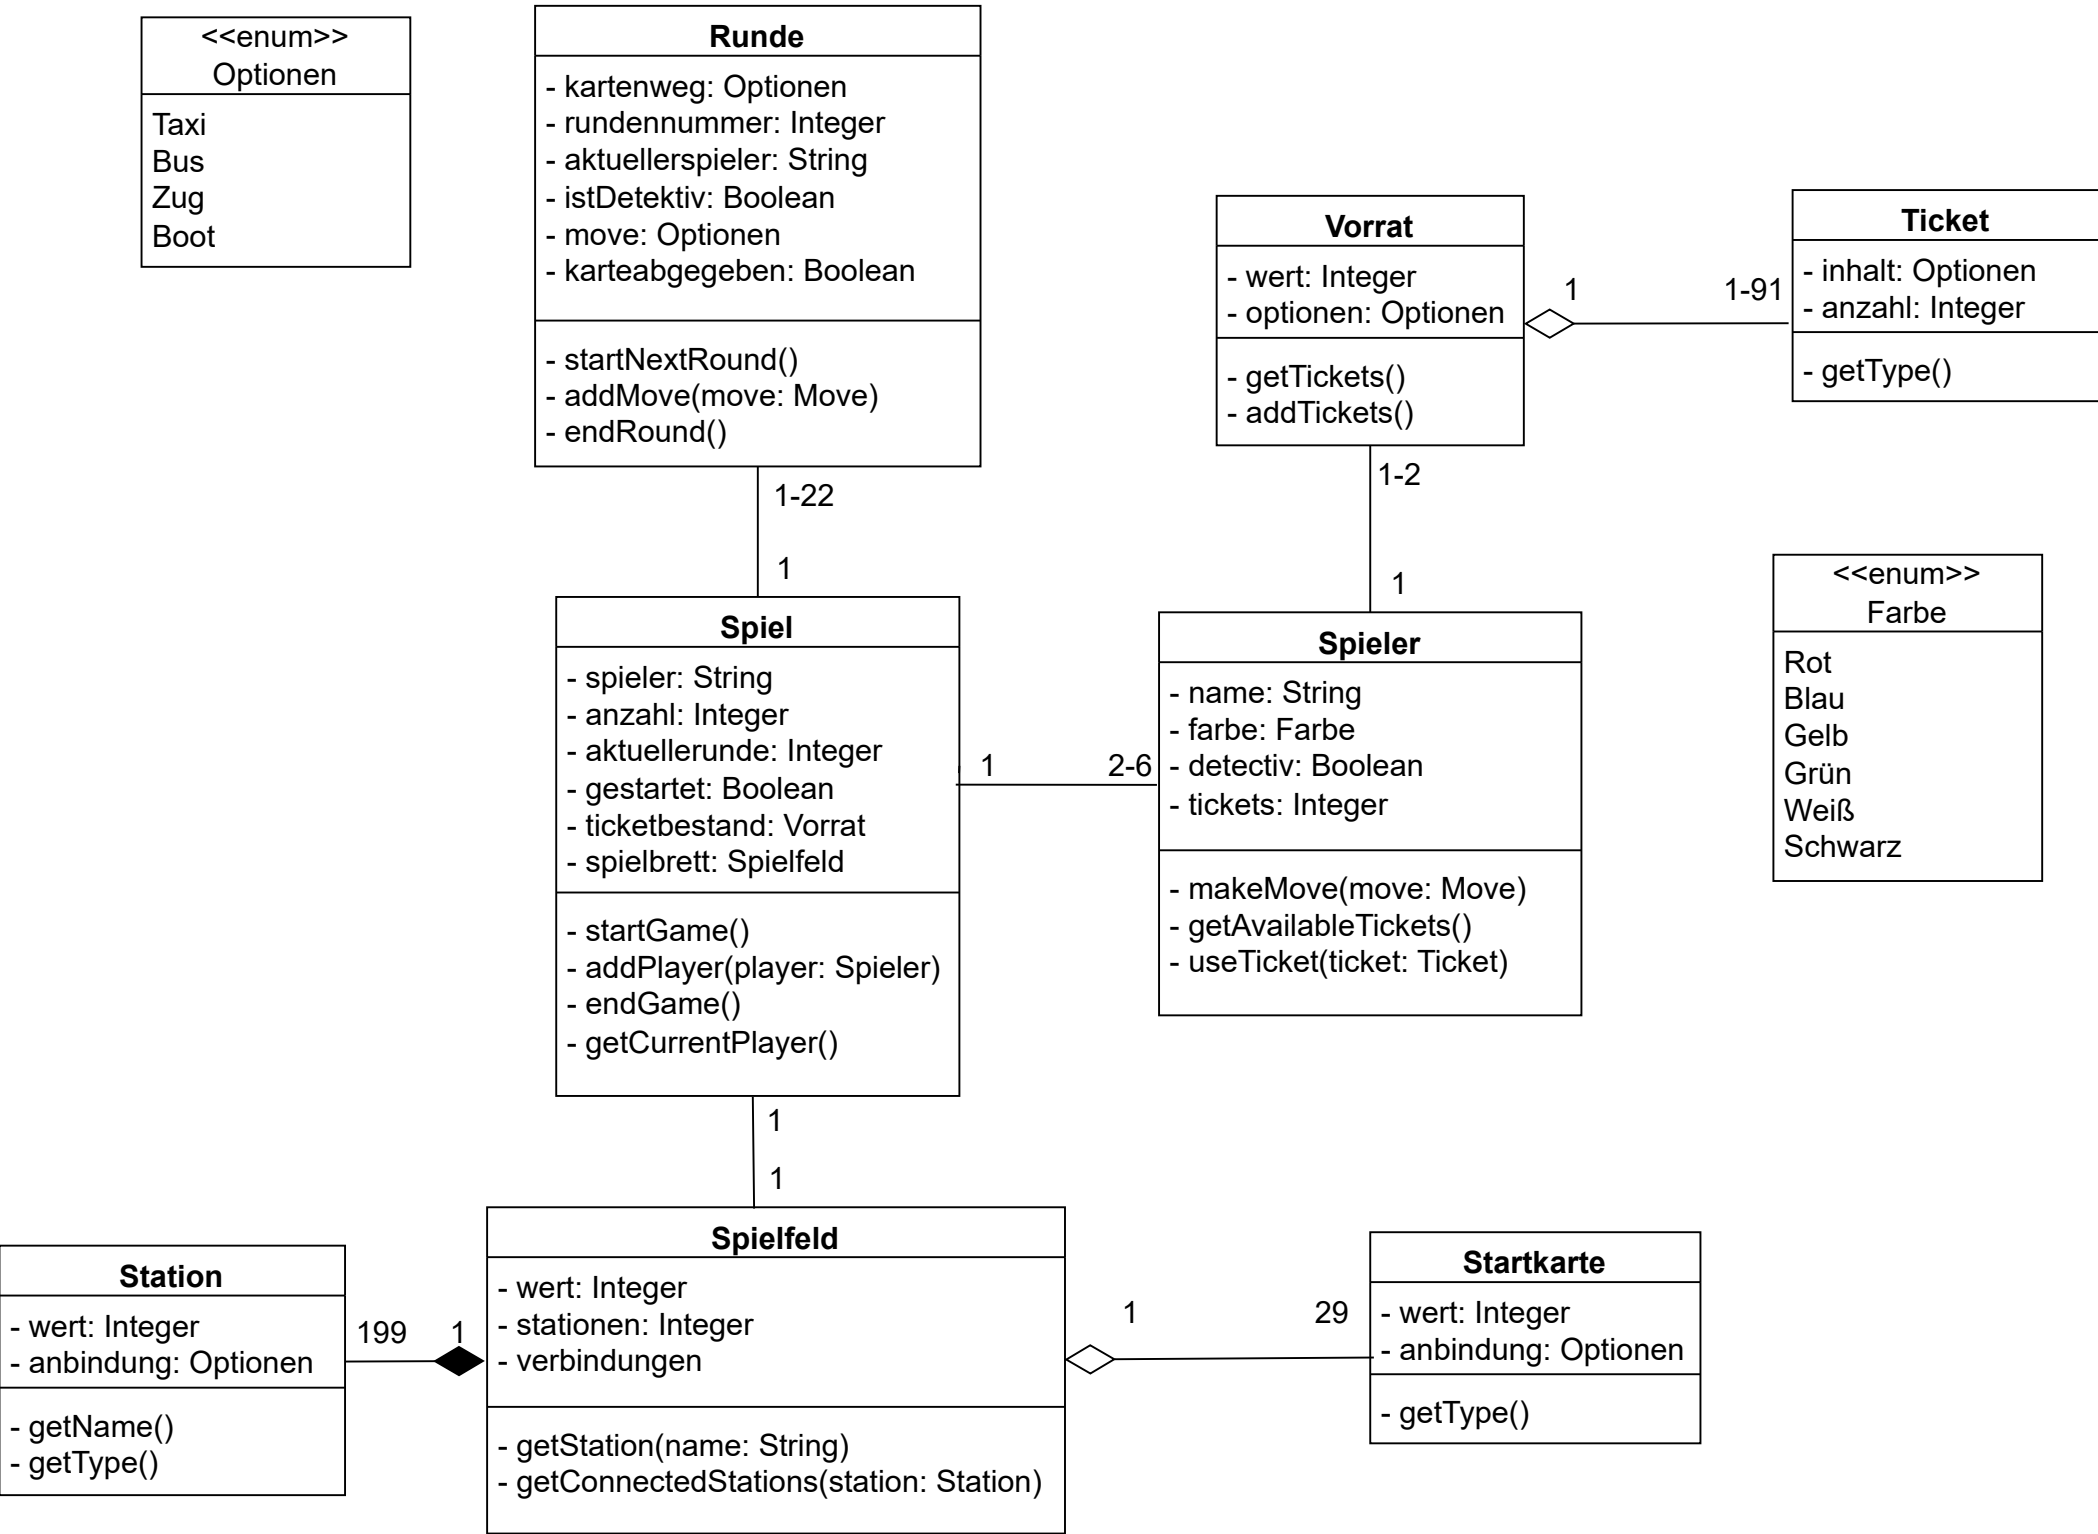 <<enum>>
Optionen
Taxi
Bus
Zug
Boot
Runde
- kartenweg: Optionen
- rundennummer: Integer
- aktuellerspieler: String
- istDetektiv: Boolean
- move: Optionen
- karteabgegeben: Boolean
- startNextRound()
- addMove(move: Move)
- endRound()
Vorrat
- wert: Integer
- optionen: Optionen
- getTickets()
- addTickets()
1
1-91
Ticket
- inhalt: Optionen
- anzahl: Integer
- getType()
1-22
1
1-2
1
Spiel
- spieler: String
- anzahl: Integer
- aktuellerunde: Integer
- gestartet: Boolean
- ticketbestand: Vorrat
- spielbrett: Spielfeld
- startGame()
- addPlayer(player: Spieler)
- endGame()
- getCurrentPlayer()
1
2-6
Spieler
- name: String
- farbe: Farbe
- detectiv: Boolean
- tickets: Integer
- makeMove(move: Move)
- getAvailableTickets()
- useTicket(ticket: Ticket)
<<enum>>
Farbe
Rot
Blau
Gelb
Grün
Weiß
Schwarz
1
1
Station
- wert: Integer
- anbindung: Optionen
- getName()
- getType()
199
1
Spielfeld
- wert: Integer
- stationen: Integer
- verbindungen
- getStation(name: String)
- getConnectedStations(station: Station)
1
29
Startkarte
- wert: Integer
- anbindung: Optionen
- getType()